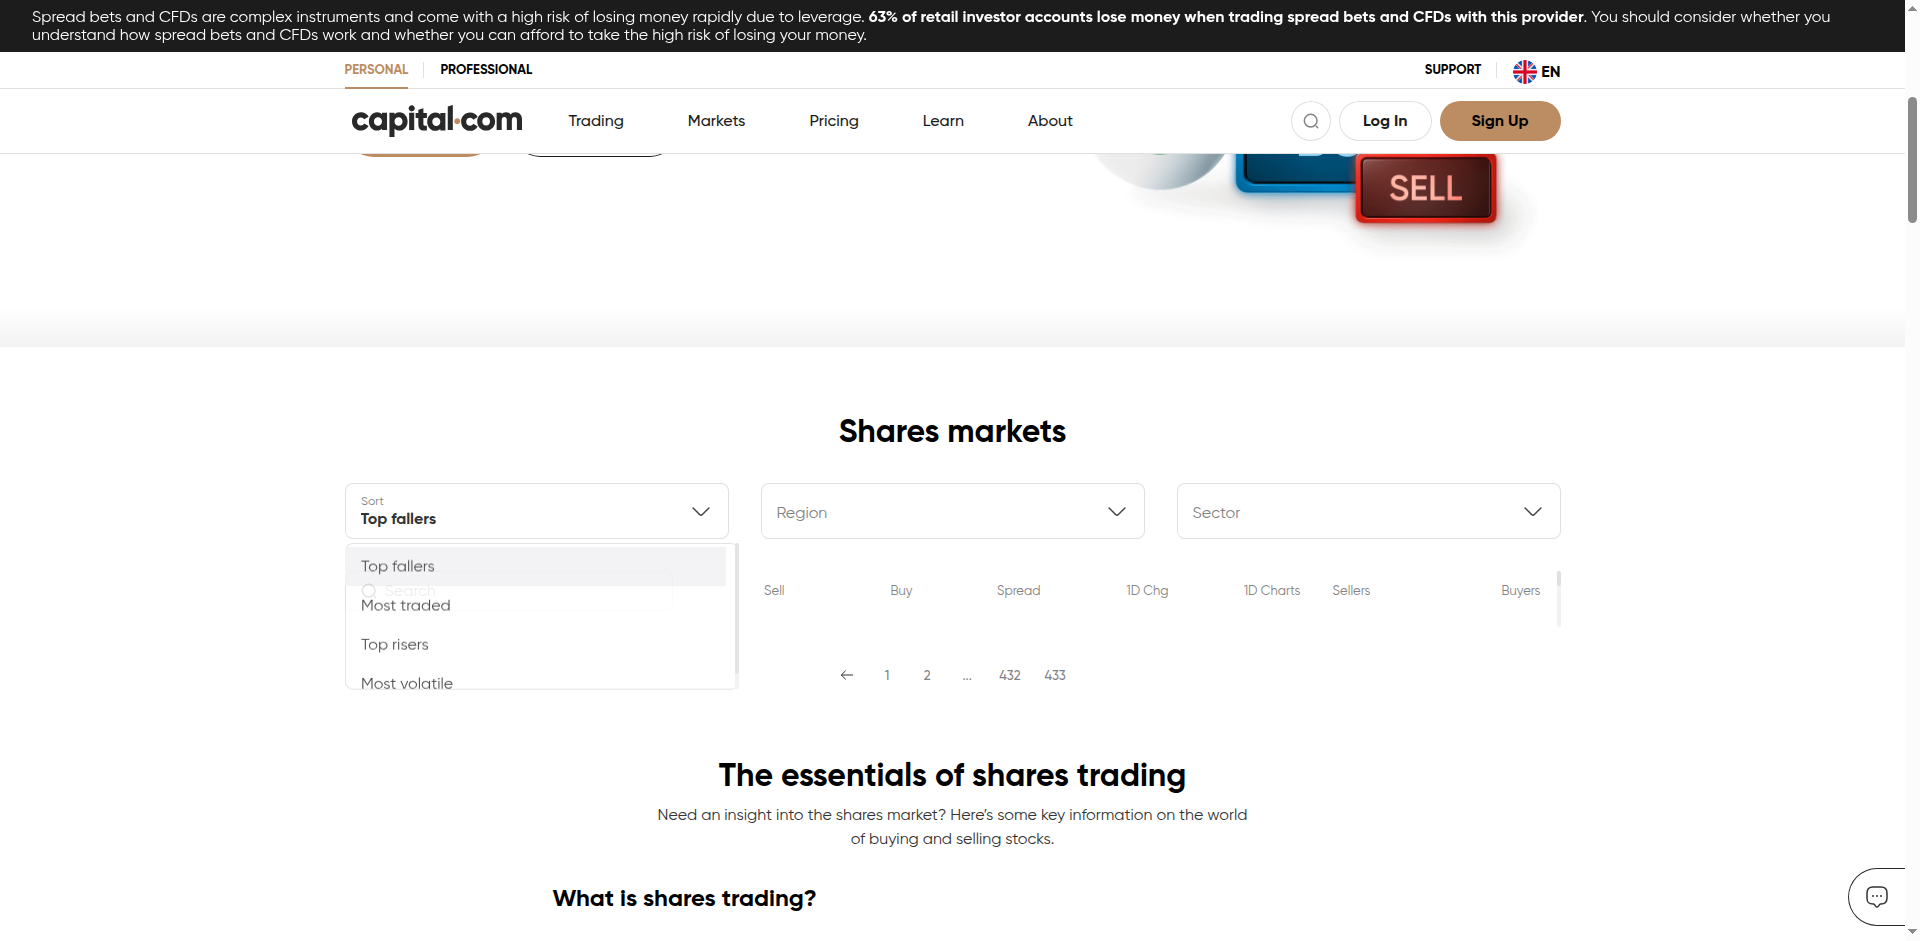 Spread bets and CFDs are complex instruments and come with a high risk of losing money rapidly due to leverage. 63% of retail investor accounts lose money when trading spread bets and CFDs with this provider. You should consider whether you
understand how spread bets and CFDs work and whether you can afford to take the high risk of losing your money.
PERSONAL PROFESSIONAL SUPPORT EN
capital.com Trading Markets Pricing Learn About Log In Sign Up
SELL
Shares markets
Sort
Top fallers
Region
Sector
Top fallers
Search
Most traded
Top risers
Most volatile
Sell Buy Spread 1D Chg 1D Charts Sellers Buyers
1 2 ... 432 433
The essentials of shares trading
Need an insight into the shares market? Here's some key information on the world
of buying and selling stocks.
What is shares trading?